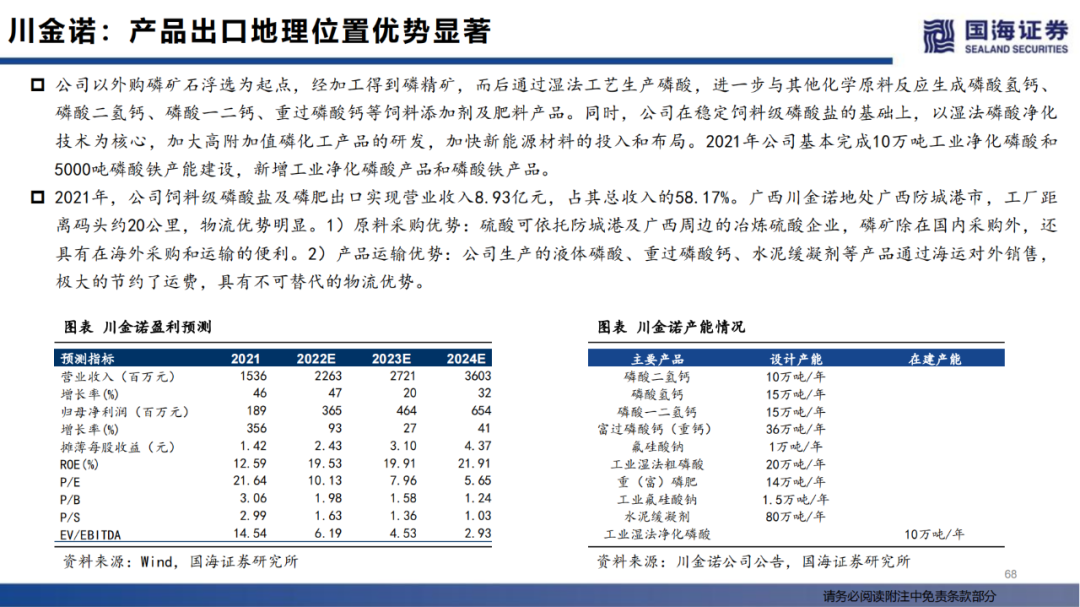 川金诺：产品出口地理位置优势显著
国海证券
SEALAND SECURITIES
公司以外购磷矿石浮选为起点，经加工得到磷精矿，而后通过湿法工艺生产磷酸，进一步与其他化学原料反应生成磷酸氢钙、
磷酸二氢钙、磷酸一二钙、重过磷酸钙等饲料添加剂及肥料产品。同时，公司在稳定饲料级磷酸盐的基础上，以湿法磷酸净化
技术为核心，加大高附加值磷化工产品的研发，加快新能源材料的投入和布局。2021年公司基本完成10万吨工业净化磷酸和
5000吨磷酸铁产能建设，新增工业净化磷酸产品和磷酸铁产品。
2021年，公司饲料级磷酸盐及磷肥出口实现营业收入8.93亿元，占其总收入的58.17%。广西川金诺地处广西防城港市，工厂距
离码头约20公里，物流优势明显。1）原料采购优势：硫酸可依托防城港及广西周边的冶炼硫酸企业，磷矿除在国内采购外，还
具有在海外采购和运输的便利。2）产品运输优势：公司生产的液体磷酸、重过磷酸钙、水泥缓凝剂等产品通过海运对外销售，
极大的节约了运费，具有不可替代的物流优势。
图表 川金诺盈利预测
预测指标 2021 2022E 2023E 2024E
营业收入（百万元） 1536 2263 2721 3603
增长率(%) 46 47 20 32
归母净利润（百万元） 189 365 464 654
增长率(%) 356 93 27 41
摊薄每股收益（元） 1.42 2.43 3.10 4.37
ROE(%) 12.59 19.53 19.91 21.91
P/E 21.64 10.13 7.96 5.65
P/B 3.06 1.98 1.58 1.24
P/S 2.99 1.63 1.36 1.03
EV/EBITDA 14.54 6.19 4.53 2.93
资料来源：Wind，国海证券研究所
图表 川金诺产能情况
主要产品 设计产能 在建产能
磷酸二氢钙 10万吨/年
磷酸氢钙 15万吨/年
磷酸一二氢钙 15万吨/年
富过磷酸钙（重钙） 36万吨/年
氟硅酸钠 1万吨/年
工业湿法粗磷酸 20万吨/年
重（富）磷肥 14万吨/年
工业氟硅酸钠 1.5万吨/年
水泥缓凝剂 80万吨/年
工业湿法净化磷酸 10万吨/年
资料来源：川金诺公司公告，国海证券研究所
68
请务必阅读附注中免责条款部分